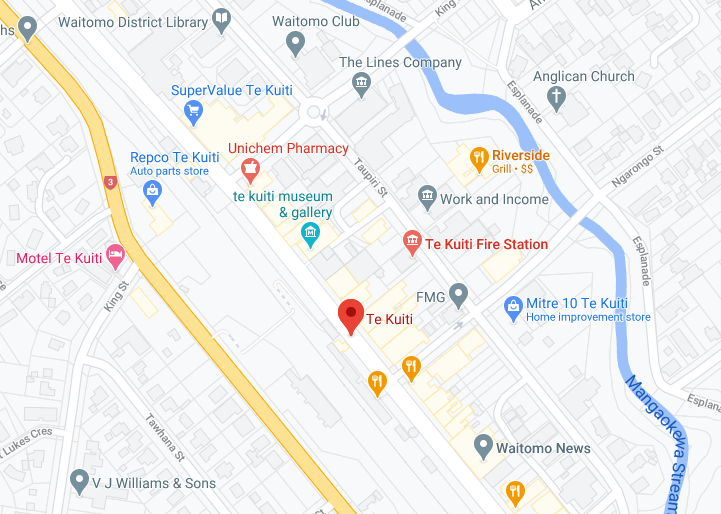 King St
Esplanade
Waitomo District Library
Waitomo Club
The Lines Company
Anglican Church
SuperValue Te Kuiti
Esplanade
Unichem Pharmacy
Riverside
Grill • $$
Repco Te Kuiti
Auto parts store
Taupiri St
Ngarongo St
3
te kuiti museum
& gallery
Work and Income
Te Kuiti Fire Station
Esplanade
Motel Te Kuiti
King St
FMG
Mitre 10 Te Kuiti
Home improvement store
Te Kuiti
Mangaokewa Stream
Tawhana St
t Lukes Cres
Waitomo News
V J Williams & Sons